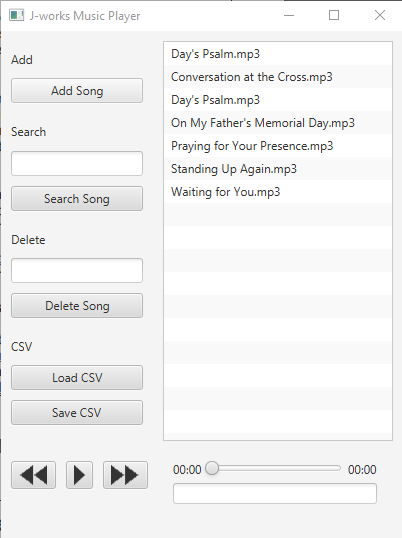 J-works Music Player
Add
Add Song
Search
Search Song
Delete
Delete Song
CSV
Load CSV
Save CSV
Day's Psalm.mp3
Conversation at the Cross.mp3
Day's Psalm.mp3
On My Father's Memorial Day.mp3
Praying for Your Presence.mp3
Standing Up Again.mp3
Waiting for You.mp3
00:00 00:00